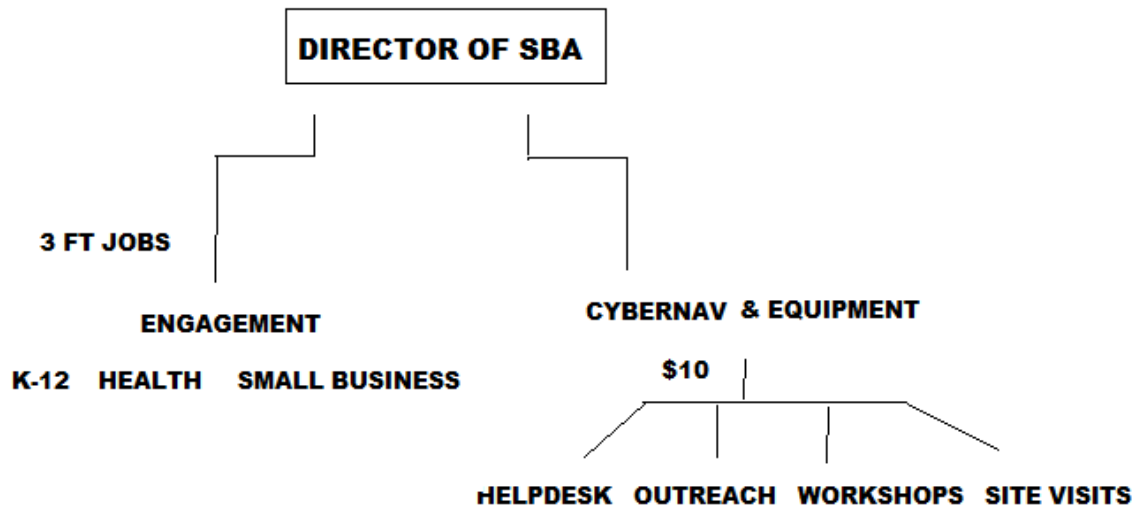 DIRECTOR OF SBA
3 FT JOBS
ENGAGEMENT
K-12 HEALTH SMALL BUSINESS
CYBERNAV & EQUIPMENT
$10
HELPDESK OUTREACH WORKSHOPS SITE VISITS